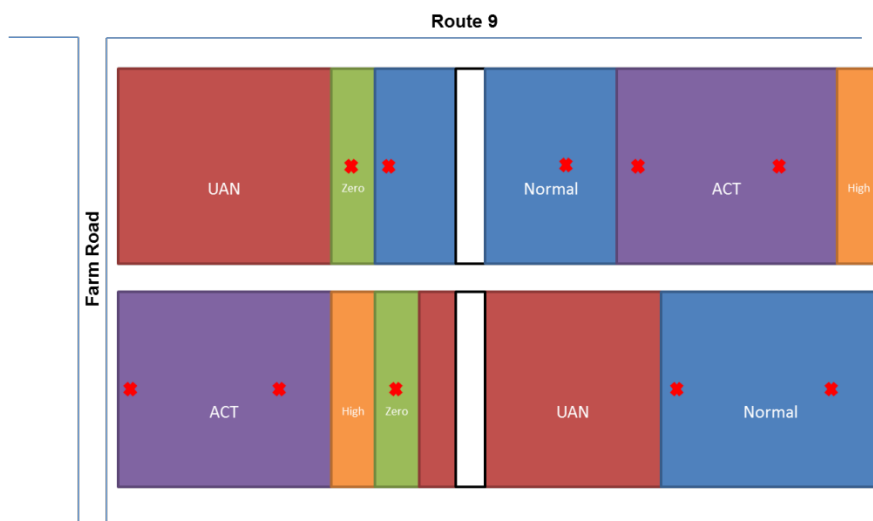 Route 9
Farm Road
UAN
Zero
Normal
ACT
High
ACT
High
Zero
UAN
Normal